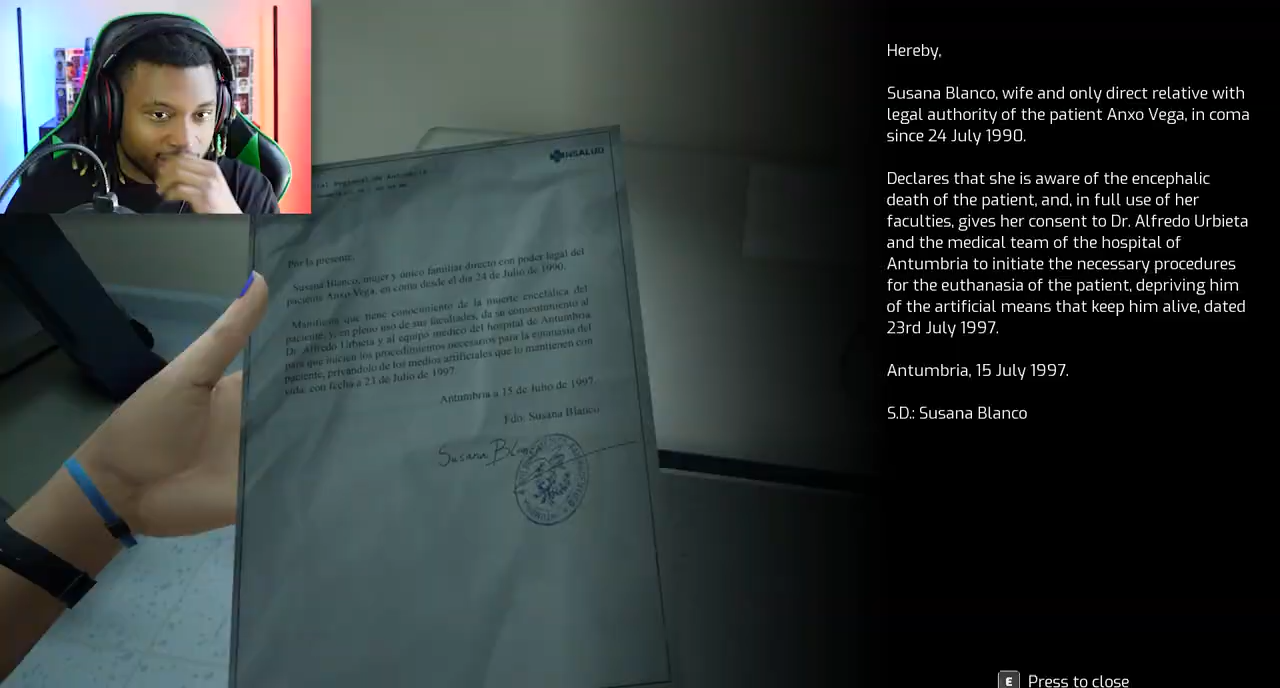 INSALUD
Por la presente,
Susana Blanco, mujer y único familiar directo con poder legal del
paciente Anxo Vega, en coma desde el día 24 de Julio de 1990.
Manifiesta que tiene conocimiento de la muerte encefálica del
paciente, y, en pleno uso de sus facultades, da su consentimiento al
Dr. Alfredo Urbieta y al equipo médico del hospital de Antumbria
para que inicien los procedimientos necesarios para la eutanasia del
paciente, privándolo de los medios artificiales que lo mantienen con
vida, con fecha a 23 de Julio de 1997.
Antumbria a 15 de Julio de 1997.
Fdo. Susana Blanco
Susana Blanco
Hereby,
Susana Blanco, wife and only direct relative with
legal authority of the patient Anxo Vega, in coma
since 24 July 1990.
Declares that she is aware of the encephalic
death of the patient, and, in full use of her
faculties, gives her consent to Dr. Alfredo Urbieta
and the medical team of the hospital of
Antumbria to initiate the necessary procedures
for the euthanasia of the patient, depriving him
of the artificial means that keep him alive, dated
23rd July 1997.
Antumbria, 15 July 1997.
S.D.: Susana Blanco
E Press to close